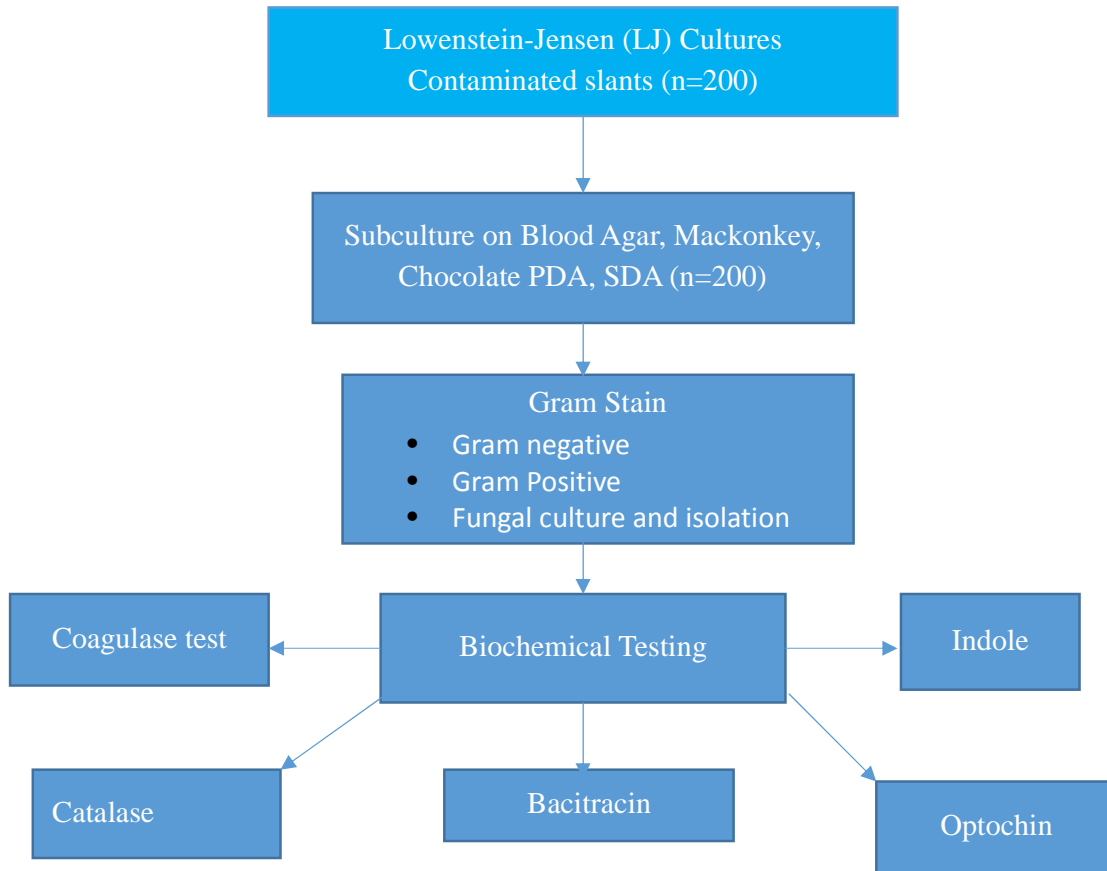 Lowenstein-Jensen (LJ) Cultures
Contaminated slants (n=200)
Subculture on Blood Agar, Mackonkey,
Chocolate PDA, SDA (n=200)
Gram Stain
• Gram negative
• Gram Positive
• Fungal culture and isolation
Coagulase test
Biochemical Testing
Indole
Catalase
Bacitracin
Optochin